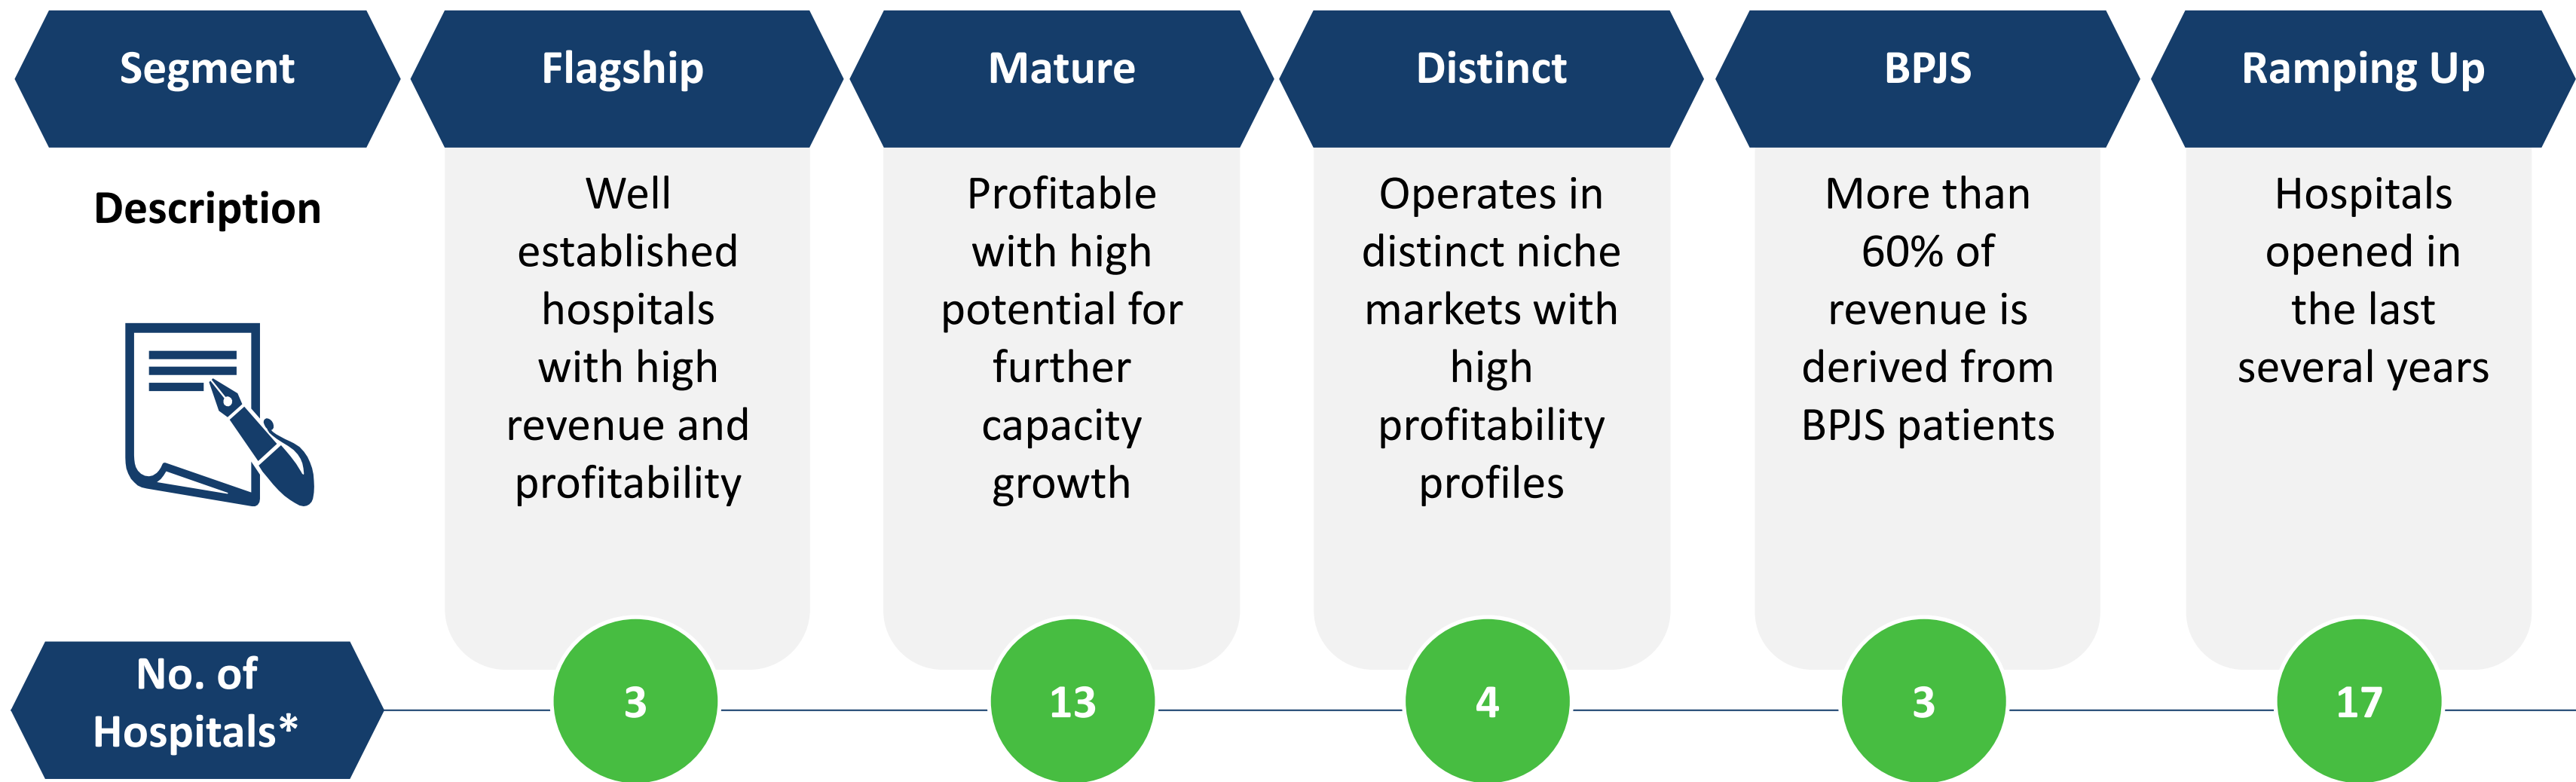 Segment
Flagship
Mature
Distinct
BPJS
Ramping Up
Description
Well
established
hospitals
with high
revenue and
profitability
Profitable
with high
potential for
further
capacity
growth
Operates in
distinct niche
markets with
high
profitability
profiles
More than
60% of
revenue is
derived from
BPJS patients
Hospitals
opened in
the last
several years
No. of
Hospitals*
3
13
4
3
17